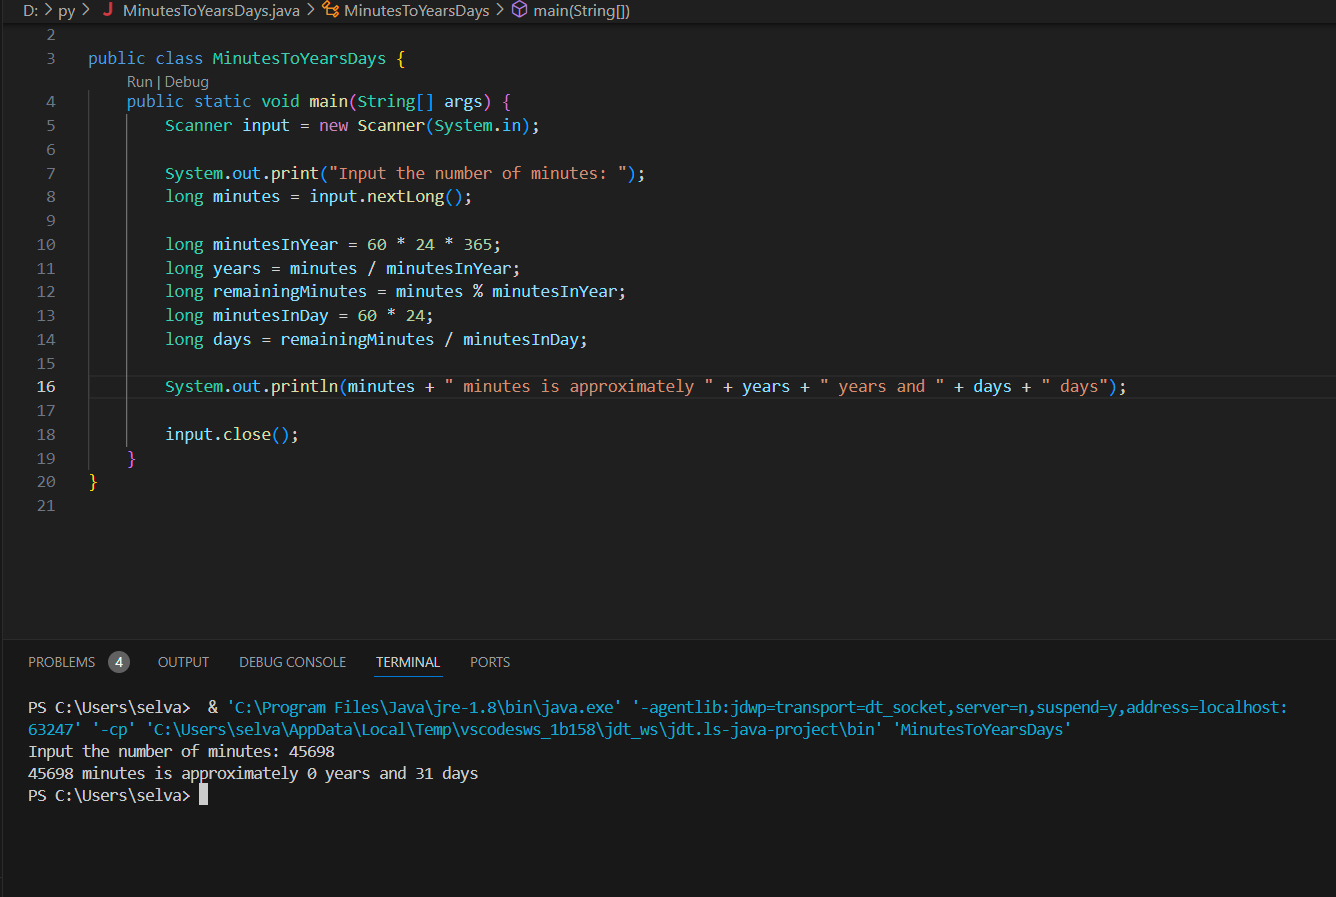 D: > py > J MinutesToYearsDays.java > MinutesToYearsDays > main(String[])
2
3 public class MinutesToYearsDays {
Run | Debug
4 public static void main(String[] args) {
5 Scanner input = new Scanner(System.in);
6
7 System.out.print("Input the number of minutes: ");
8 long minutes = input.nextLong();
9
10 long minutesInYear = 60 * 24 * 365;
11 long years = minutes / minutesInYear;
12 long remainingMinutes = minutes % minutesInYear;
13 long minutesInDay = 60 * 24;
14 long days = remainingMinutes / minutesInDay;
15
16 System.out.println(minutes + " minutes is approximately " + years + " years and " + days + " days");
17
18 input.close();
19 }
20 }
21
PROBLEMS 4 OUTPUT DEBUG CONSOLE TERMINAL PORTS
PS C:\Users\selva>  & 'C:\Program Files\Java\jre-1.8\bin\java.exe' '-agentlib:jdwp=transport=dt_socket,server=n,suspend=y,address=localhost:
63247' '-cp' 'C:\Users\selva\AppData\Local\Temp\vscodesws_1b158\jdt_ws\jdt.ls-java-project\bin' 'MinutesToYearsDays'
Input the number of minutes: 45698
45698 minutes is approximately 0 years and 31 days
PS C:\Users\selva>